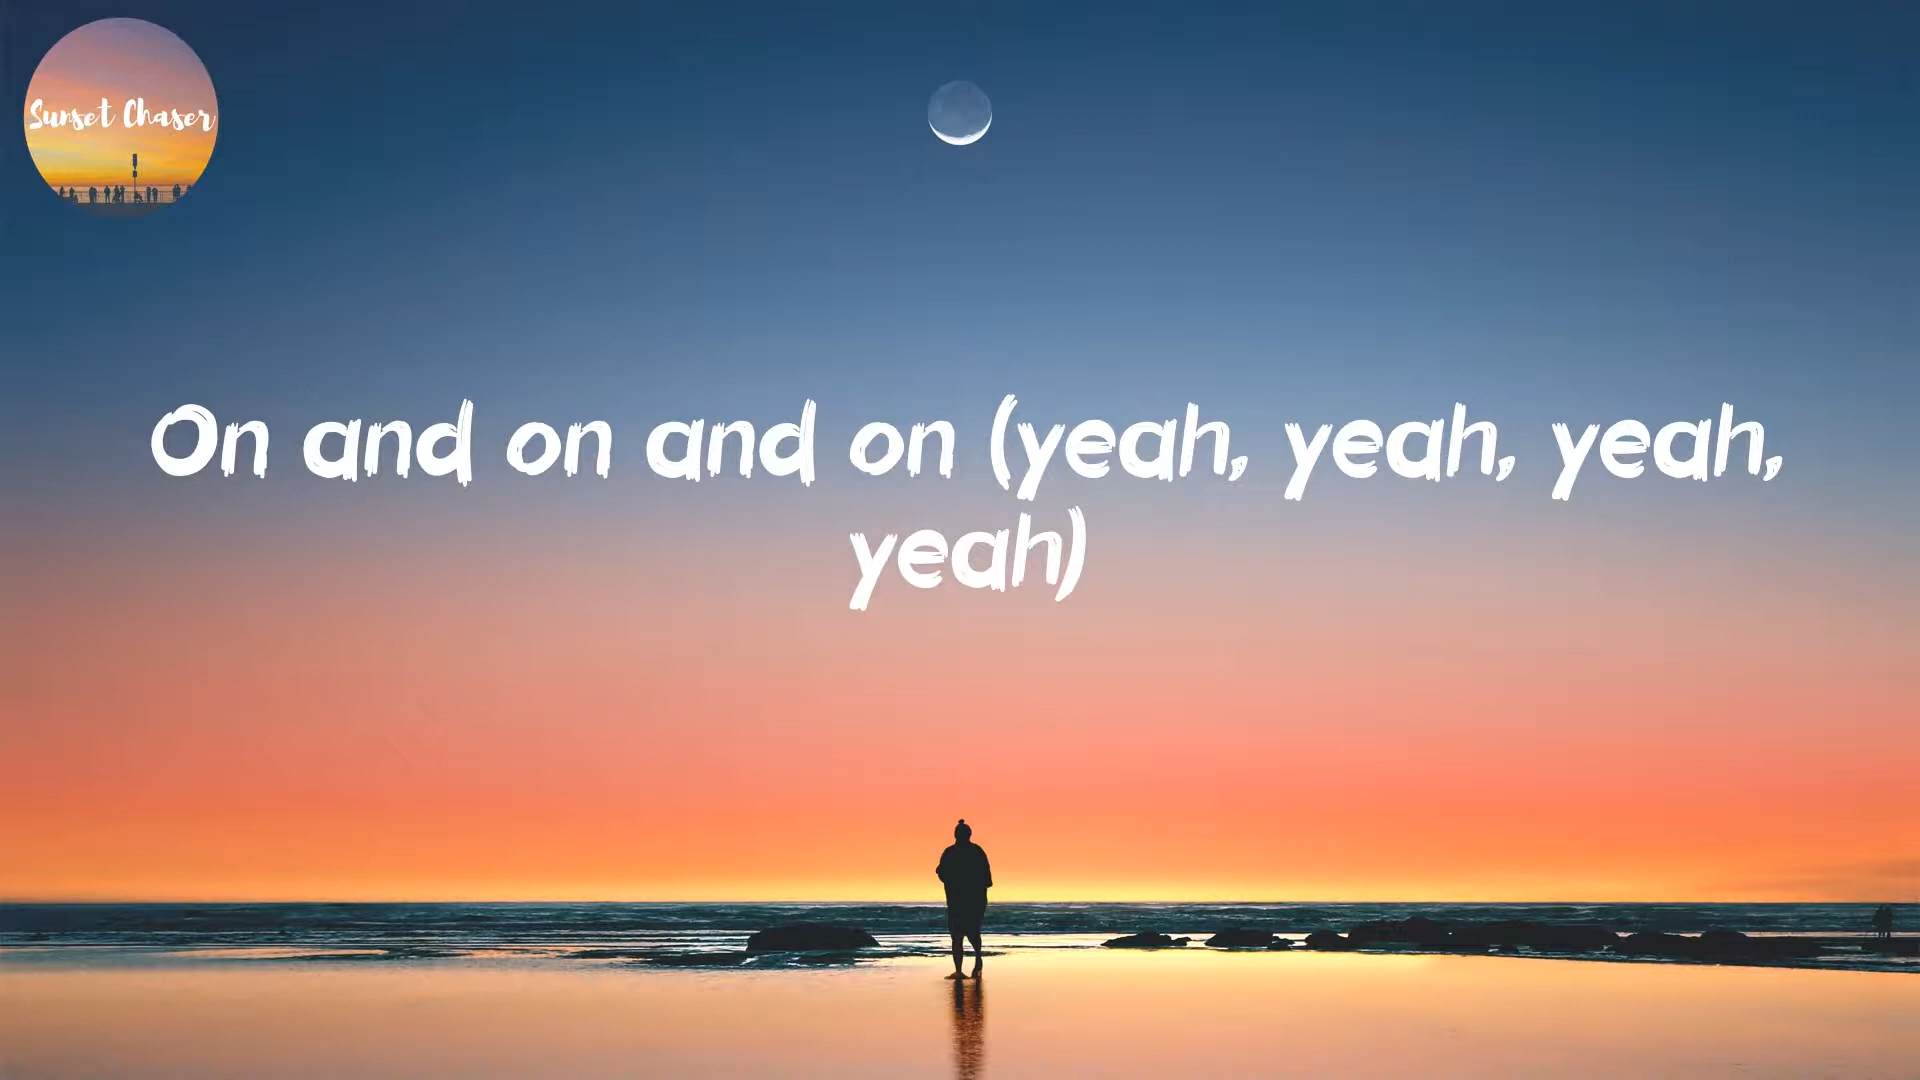 Sunset Chaser
On and on and on (yeah, yeah, yeah,
yeah)